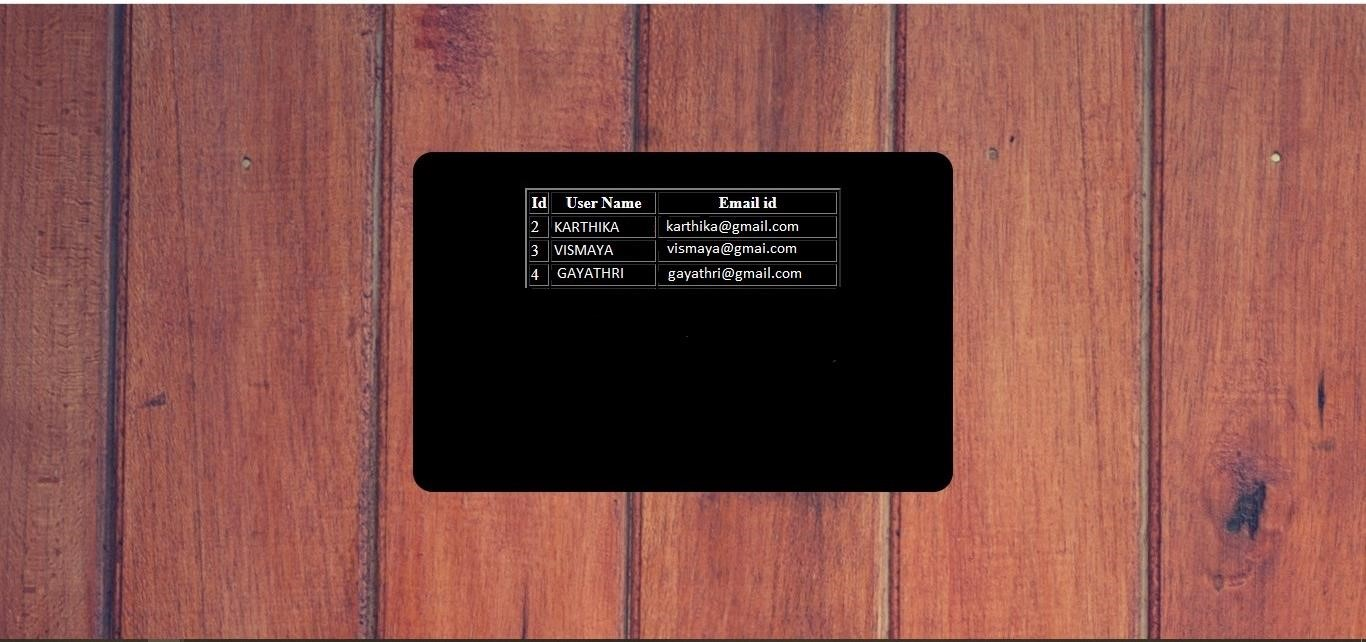 Id User Name Email id
2 KARTHIKA karthika@gmail.com
3 VISMAYA vismaya@gmai.com
4 GAYATHRI gayathri@gmail.com